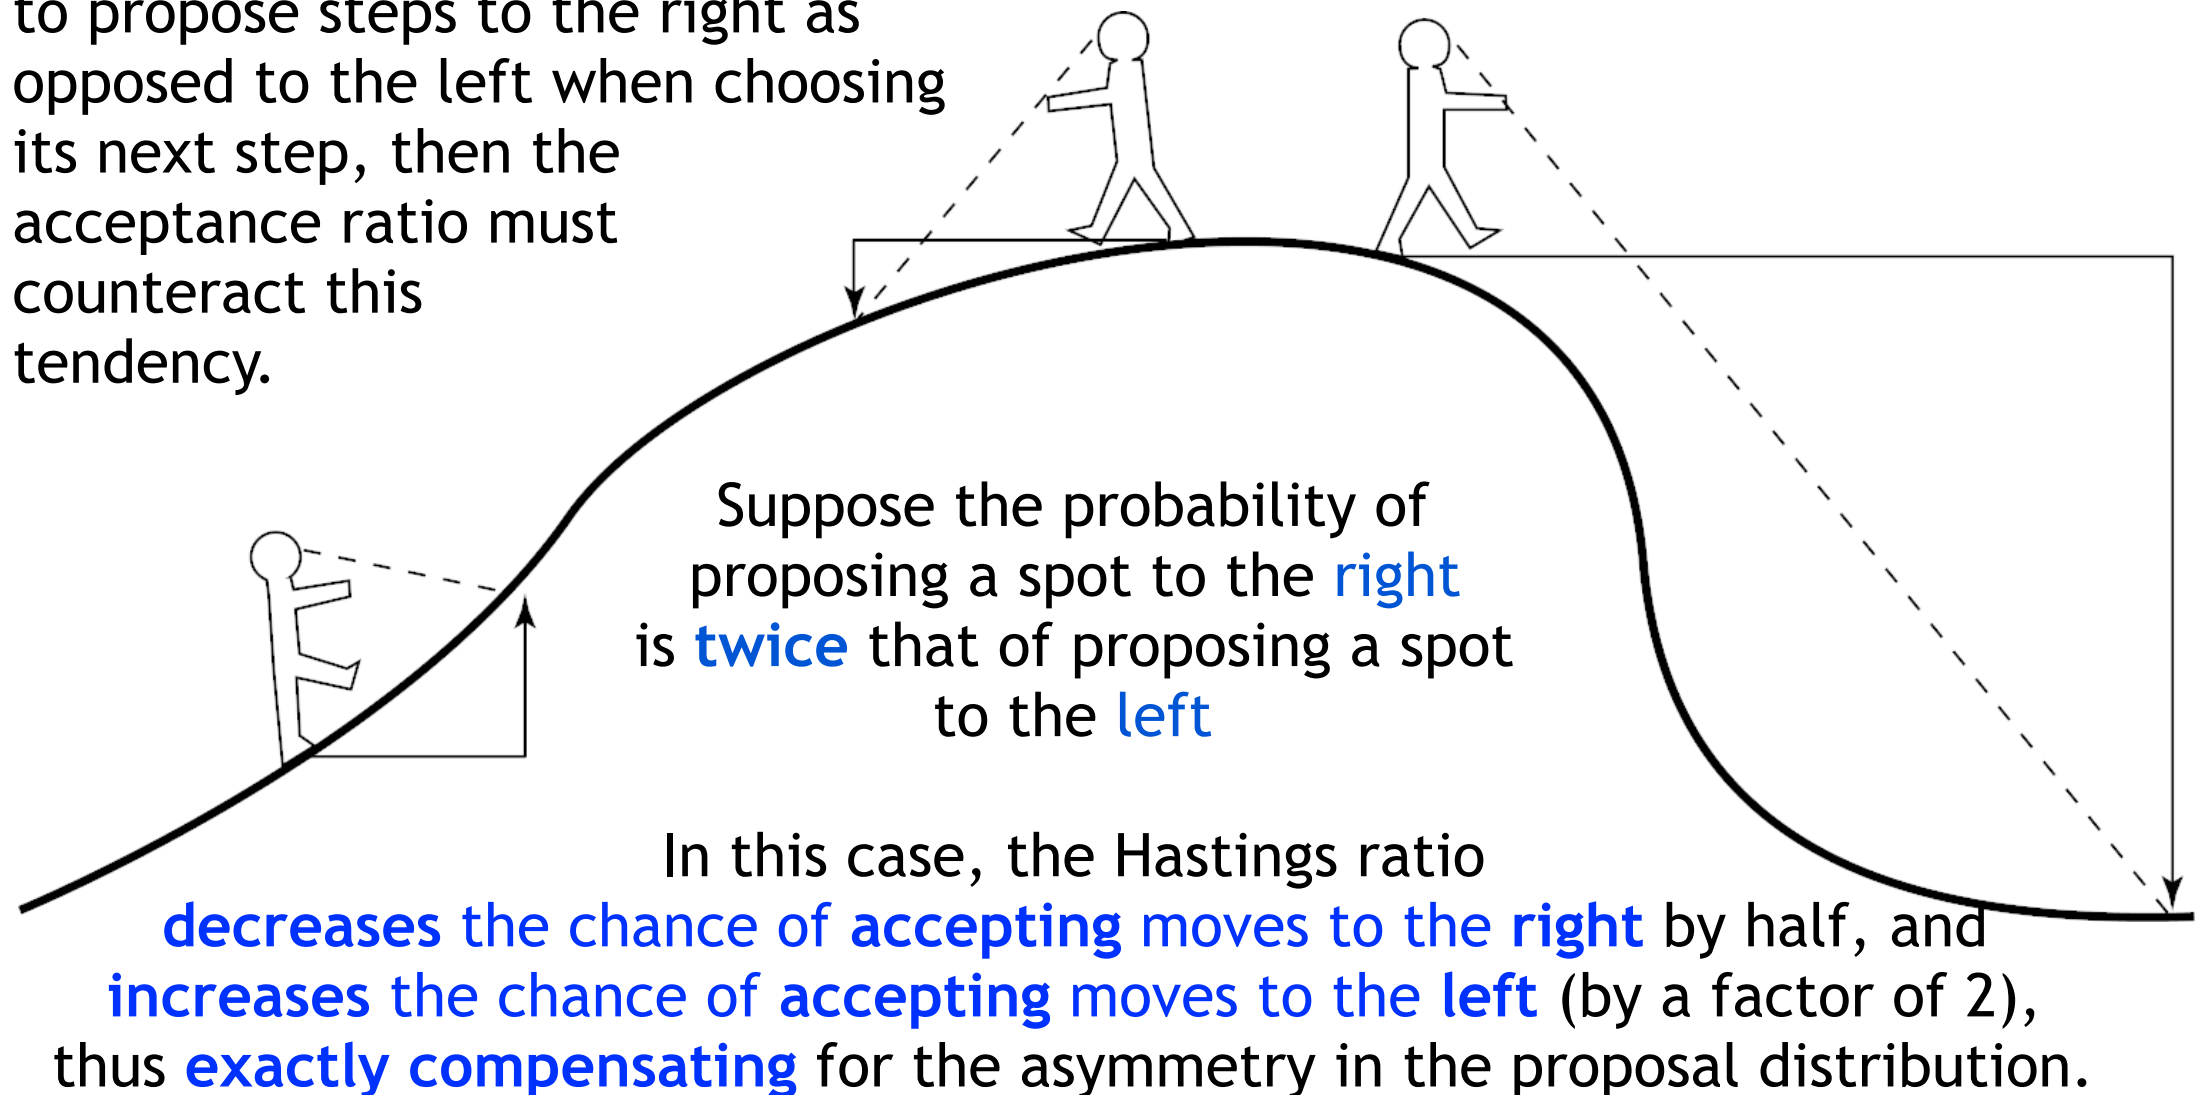 to propose steps to the right as
opposed to the left when choosing
its next step, then the
acceptance ratio must
counteract this
tendency.
Suppose the probability of
proposing a spot to the right
is twice that of proposing a spot
to the left
In this case, the Hastings ratio
decreases the chance of accepting moves to the right by half, and
increases the chance of accepting moves to the left (by a factor of 2),
thus exactly compensating for the asymmetry in the proposal distribution.